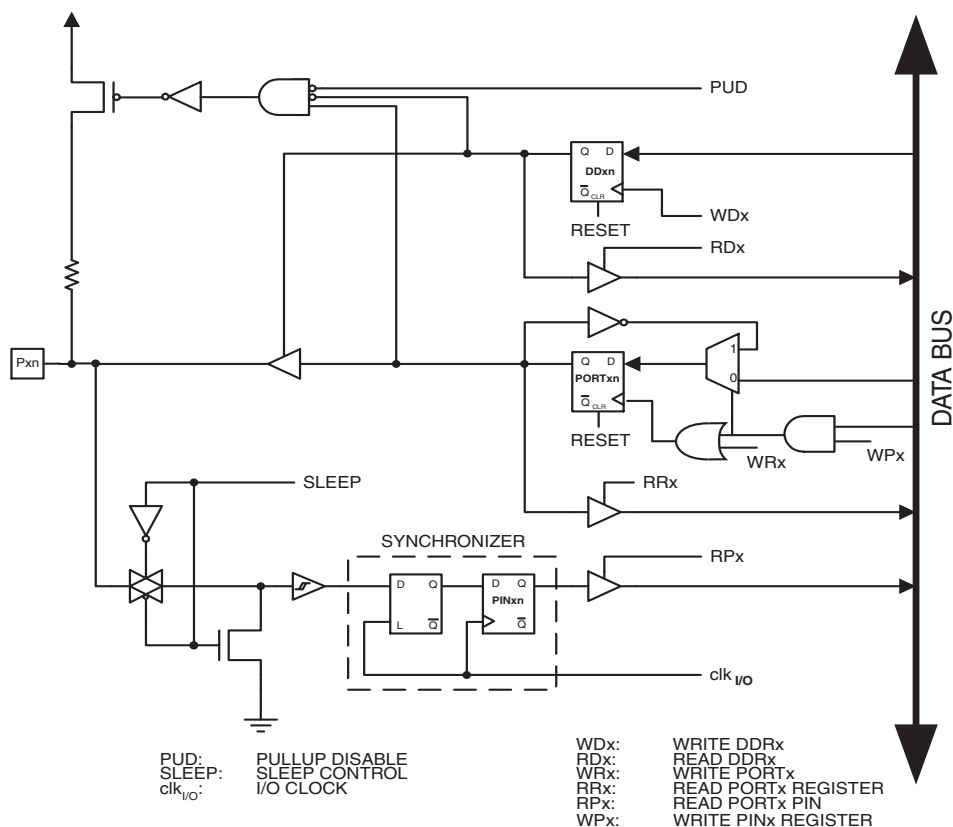 PUD
Q D
DDxn
Q CLR
WDx
RESET
RDx
1
Pxn
Q D
PORTxn
0
Q CLR
RESET
WRx
WPx
DATA BUS
SLEEP
RRx
SYNCHRONIZER
RPx
D Q
D Q
PINxn
L Q
Q
clk I/O
PUD: PULLUP DISABLE
SLEEP: SLEEP CONTROL
clk I/O: I/O CLOCK
WDx: WRITE DDRx
RDx: READ DDRx
WRx: WRITE PORTx
RRx: READ PORTx REGISTER
RPx: READ PORTx PIN
WPx: WRITE PINx REGISTER